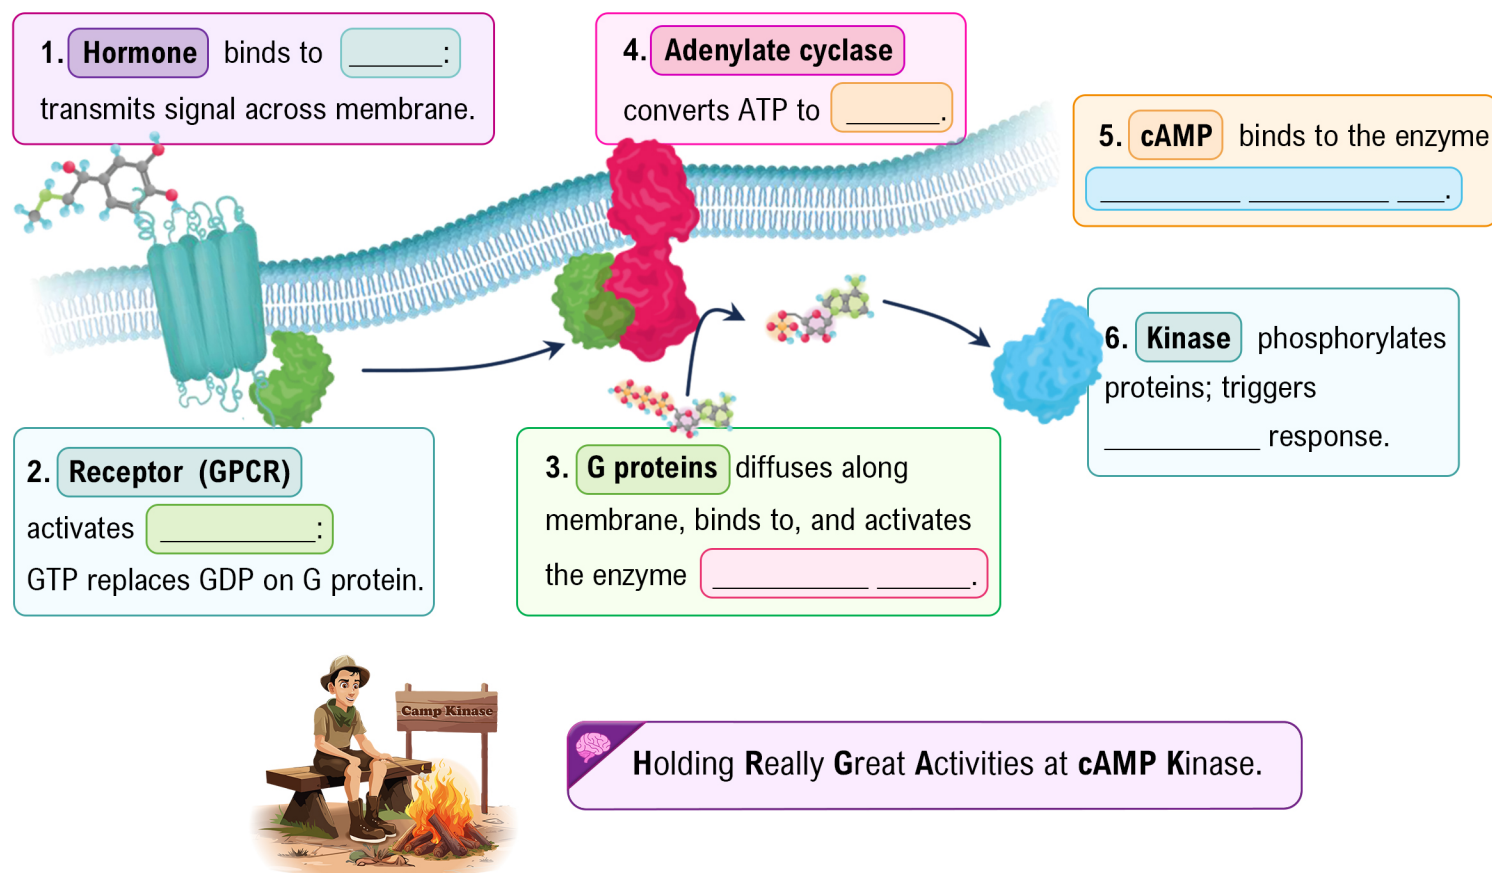 1. Hormone binds to _______:
transmits signal across membrane.
2. Receptor (GPCR)
activates __________:
GTP replaces GDP on G protein.
3. G proteins diffuses along
membrane, binds to, and activates
the enzyme __________ ______.
4. Adenylate cyclase
converts ATP to ______.
5. cAMP binds to the enzyme
_________ _________ ___.
6. Kinase phosphorylates
proteins; triggers
__________ response.
Camp Kinase
Holding Really Great Activities at cAMP Kinase.